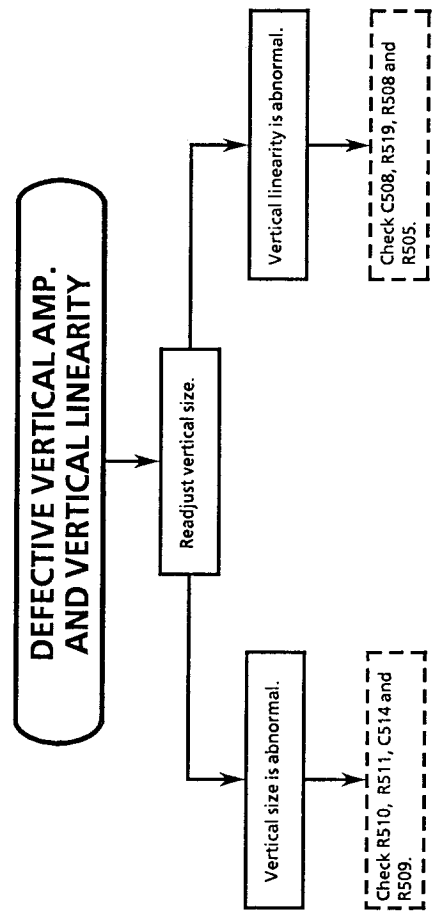 DEFECTIVE VERTICAL AMP.
AND VERTICAL LINEARITY
Readjust vertical size.
Vertical size is abnormal.
Check R510, R511, C514 and
R509.
Vertical linearity is abnormal.
Check C508, R519, R508 and
R505.